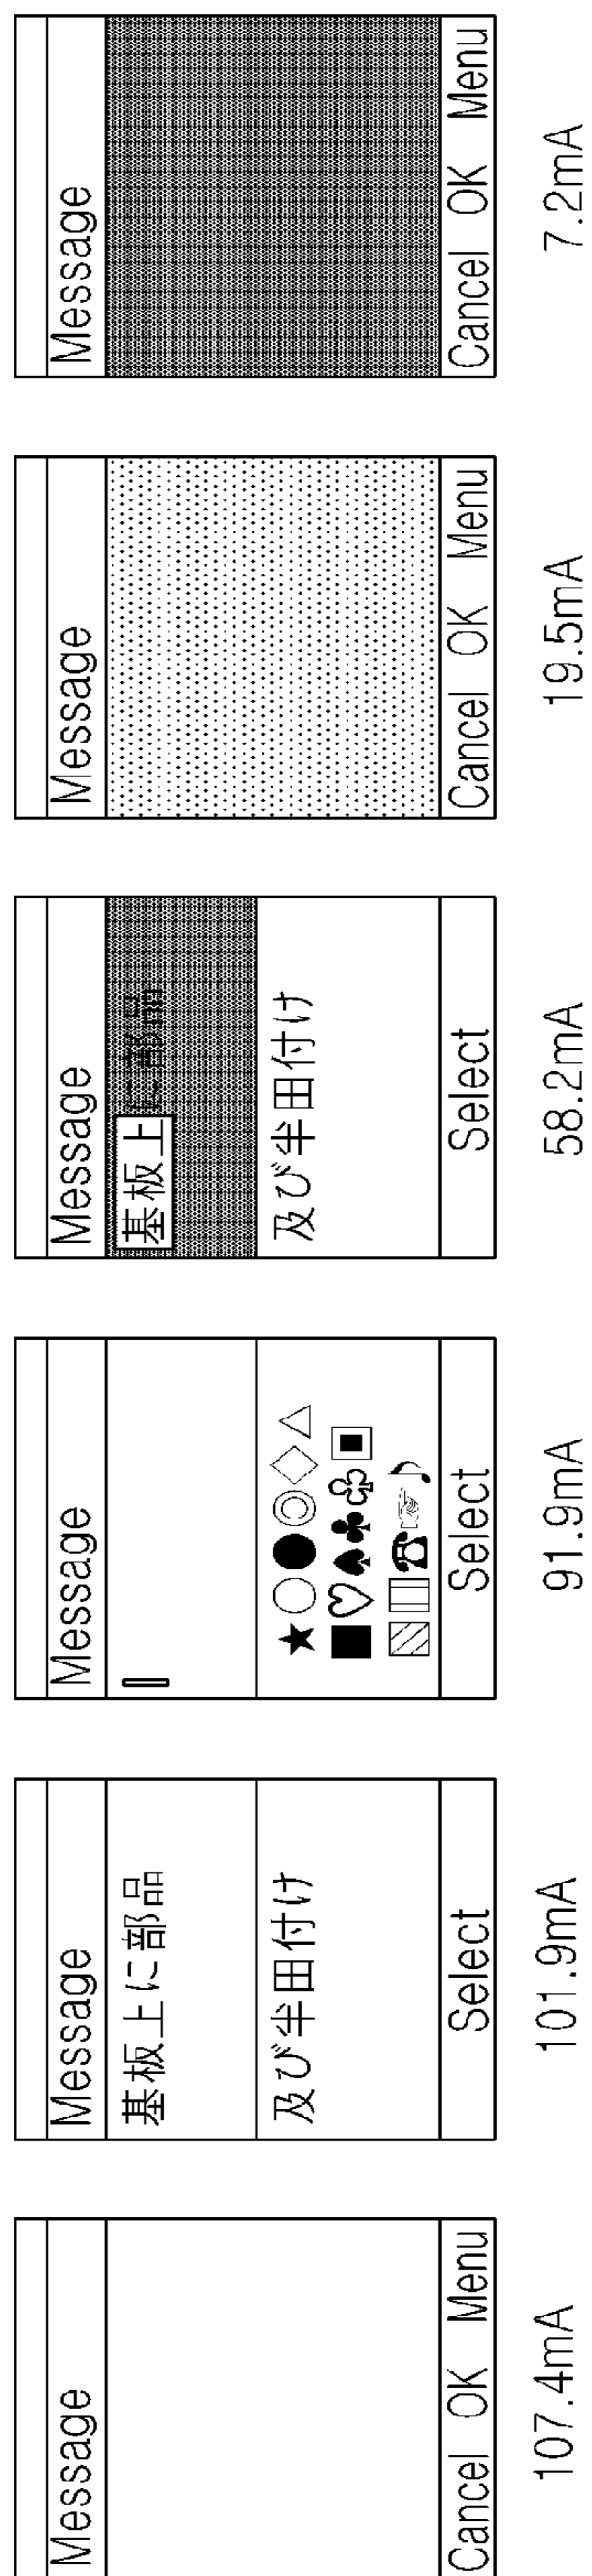 Message
Cancel OK Menu
107.4mA
Message
基板上に部品
及び半田付け
Select
101.9mA
Message
★○●◎◇△
■♡♠♣♧▣
▧▤☎☞♪
Select
91.9mA
Message
基板上に部品
及び半田付け
Select
58.2mA
Message
Cancel OK Menu
19.5mA
Message
Cancel OK Menu
7.2mA